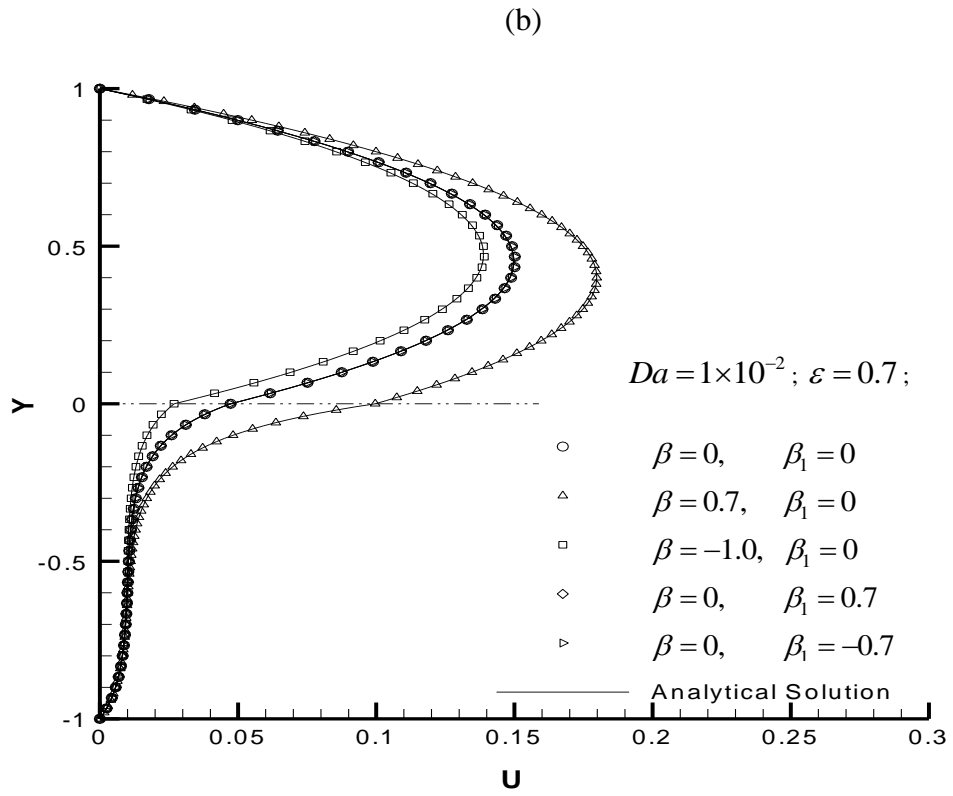 (b)
1
0.5
0
-0.5
-1
Y
Da = 1×10⁻² ; ε = 0.7 ;
β = 0, β₁ = 0
β = 0.7, β₁ = 0
β = −1.0, β₁ = 0
β = 0, β₁ = 0.7
β = 0, β₁ = −0.7
Analytical Solution
0 0.05 0.1 0.15 0.2 0.25 0.3
U